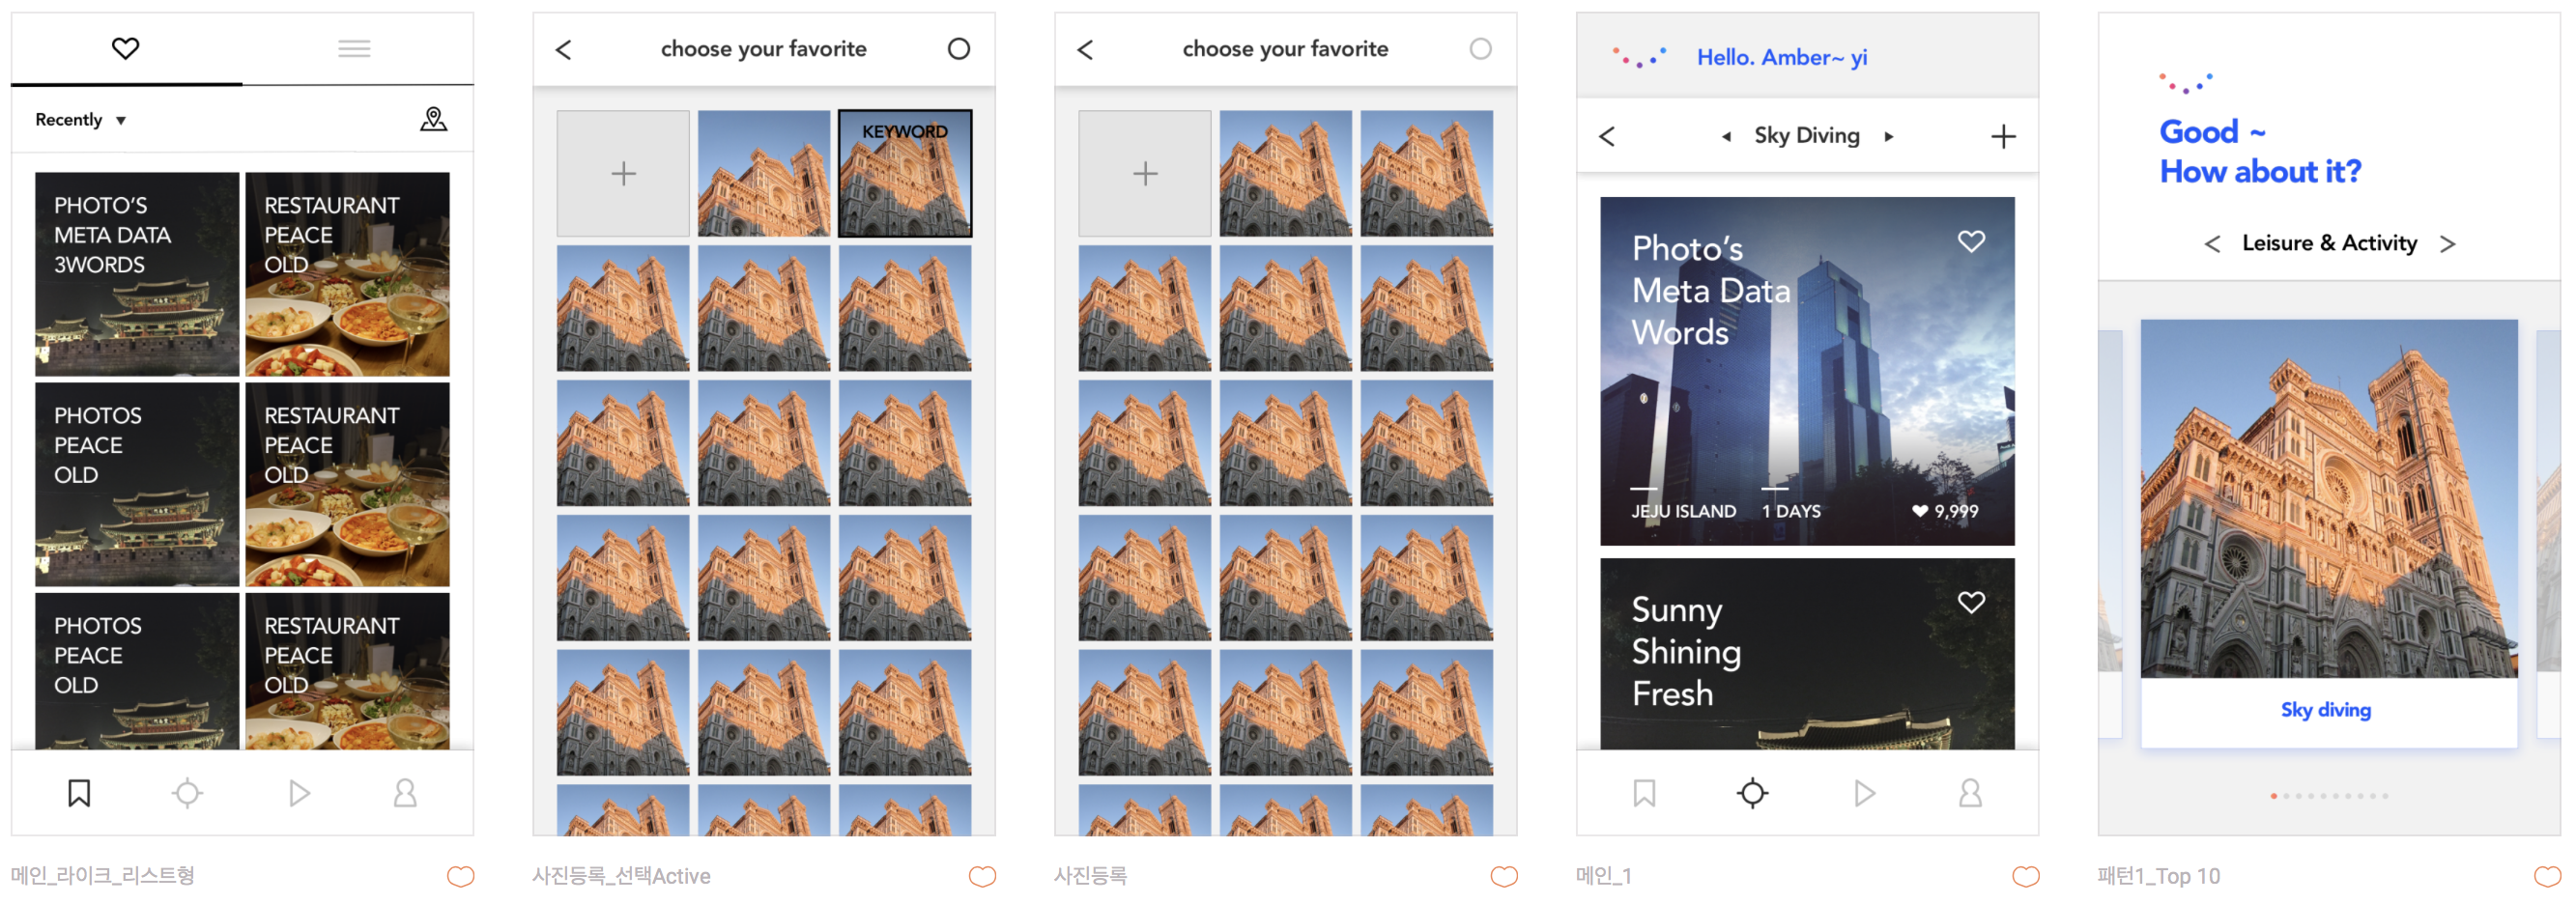 Recently ▼
PHOTO'S
META DATA
3WORDS
RESTAURANT
PEACE
OLD
PHOTOS
PEACE
OLD
RESTAURANT
PEACE
OLD
PHOTOS
PEACE
OLD
RESTAURANT
PEACE
OLD
메인_라이크_리스트형
choose your favorite
KEYWORD
사진등록_선택Active
choose your favorite
사진등록
Hello. Amber~ yi
Sky Diving
Photo's
Meta Data
Words
JEJU ISLAND
1 DAYS
9,999
Sunny
Shining
Fresh
메인_1
Good ~
How about it?
< Leisure & Activity >
Sky diving
패턴1_Top 10